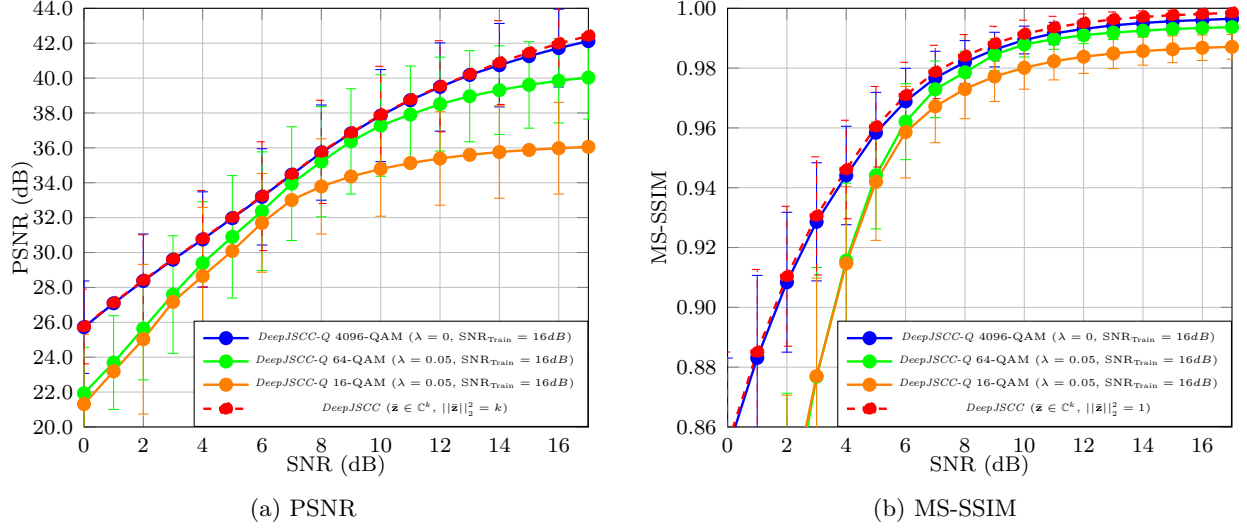 42.0
40.0
38.0
36.0
34.0
32.0
30.0
28.0
26.0
24.0
22.0
20.0
PSNR (dB)
0 2 4 6 8 10 12 14 16
SNR (dB)
DeepJSCC-Q 4096-QAM (λ = 0, SNR_Train = 16dB)
DeepJSCC-Q 64-QAM (λ = 0.05, SNR_Train = 16dB)
DeepJSCC-Q 16-QAM (λ = 0.05, SNR_Train = 16dB)
DeepJSCC (z̄ ∈ ℂ^k, ||z̄||₂² = k)
(a) PSNR
1.00
0.98
0.96
0.94
0.92
0.90
0.88
0.86
MS-SSIM
0 2 4 6 8 10 12 14 16
SNR (dB)
DeepJSCC-Q 4096-QAM (λ = 0, SNR_Train = 16dB)
DeepJSCC-Q 64-QAM (λ = 0.05, SNR_Train = 16dB)
DeepJSCC-Q 16-QAM (λ = 0.05, SNR_Train = 16dB)
DeepJSCC (z̄ ∈ ℂ^k, ||z̄||₂² = 1)
(b) MS-SSIM